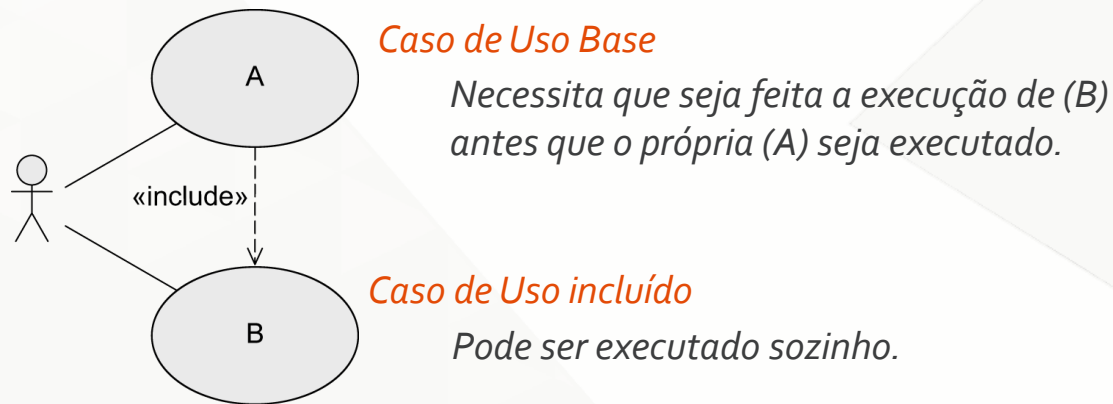 Caso de Uso Base
A
Necessita que seja feita a execução de (B)
antes que o própria (A) seja executado.
«include»
Caso de Uso incluído
B
Pode ser executado sozinho.